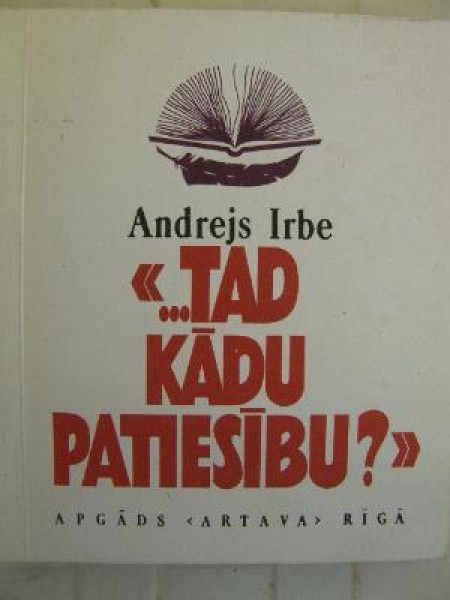 Andrejs Irbe
«...TAD
KĀDU
PATIESĪBU?»
APGĀDS ‹ARTAVA› RĪGĀ